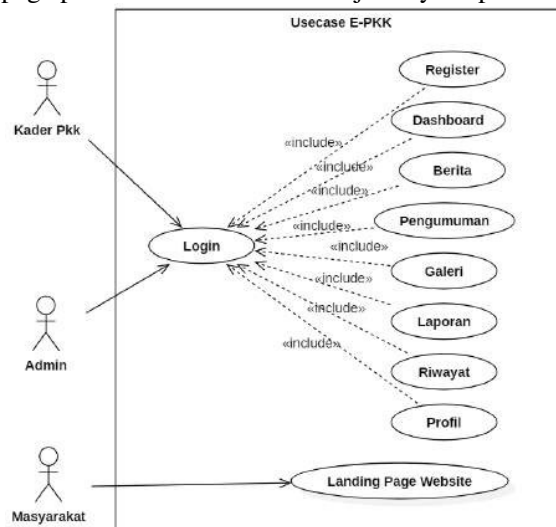 Usecase E-PKK
Register
Kader Pkk
Dashboard
«include»
«include»
Berita
«include»
Pengumuman
«include»
Login
«include»
Galeri
«include»
Laporan
«include»
Admin
Riwayat
Profil
Landing Page Website
Masyarakat